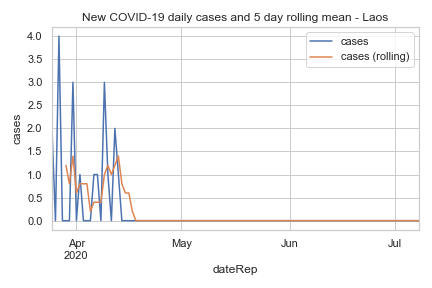 New COVID-19 daily cases and 5 day rolling mean - Laos
cases
cases (rolling)
4.0
3.5
3.0
2.5
2.0
1.5
1.0
0.5
0.0
cases
Apr
2020
May
Jun
Jul
dateRep